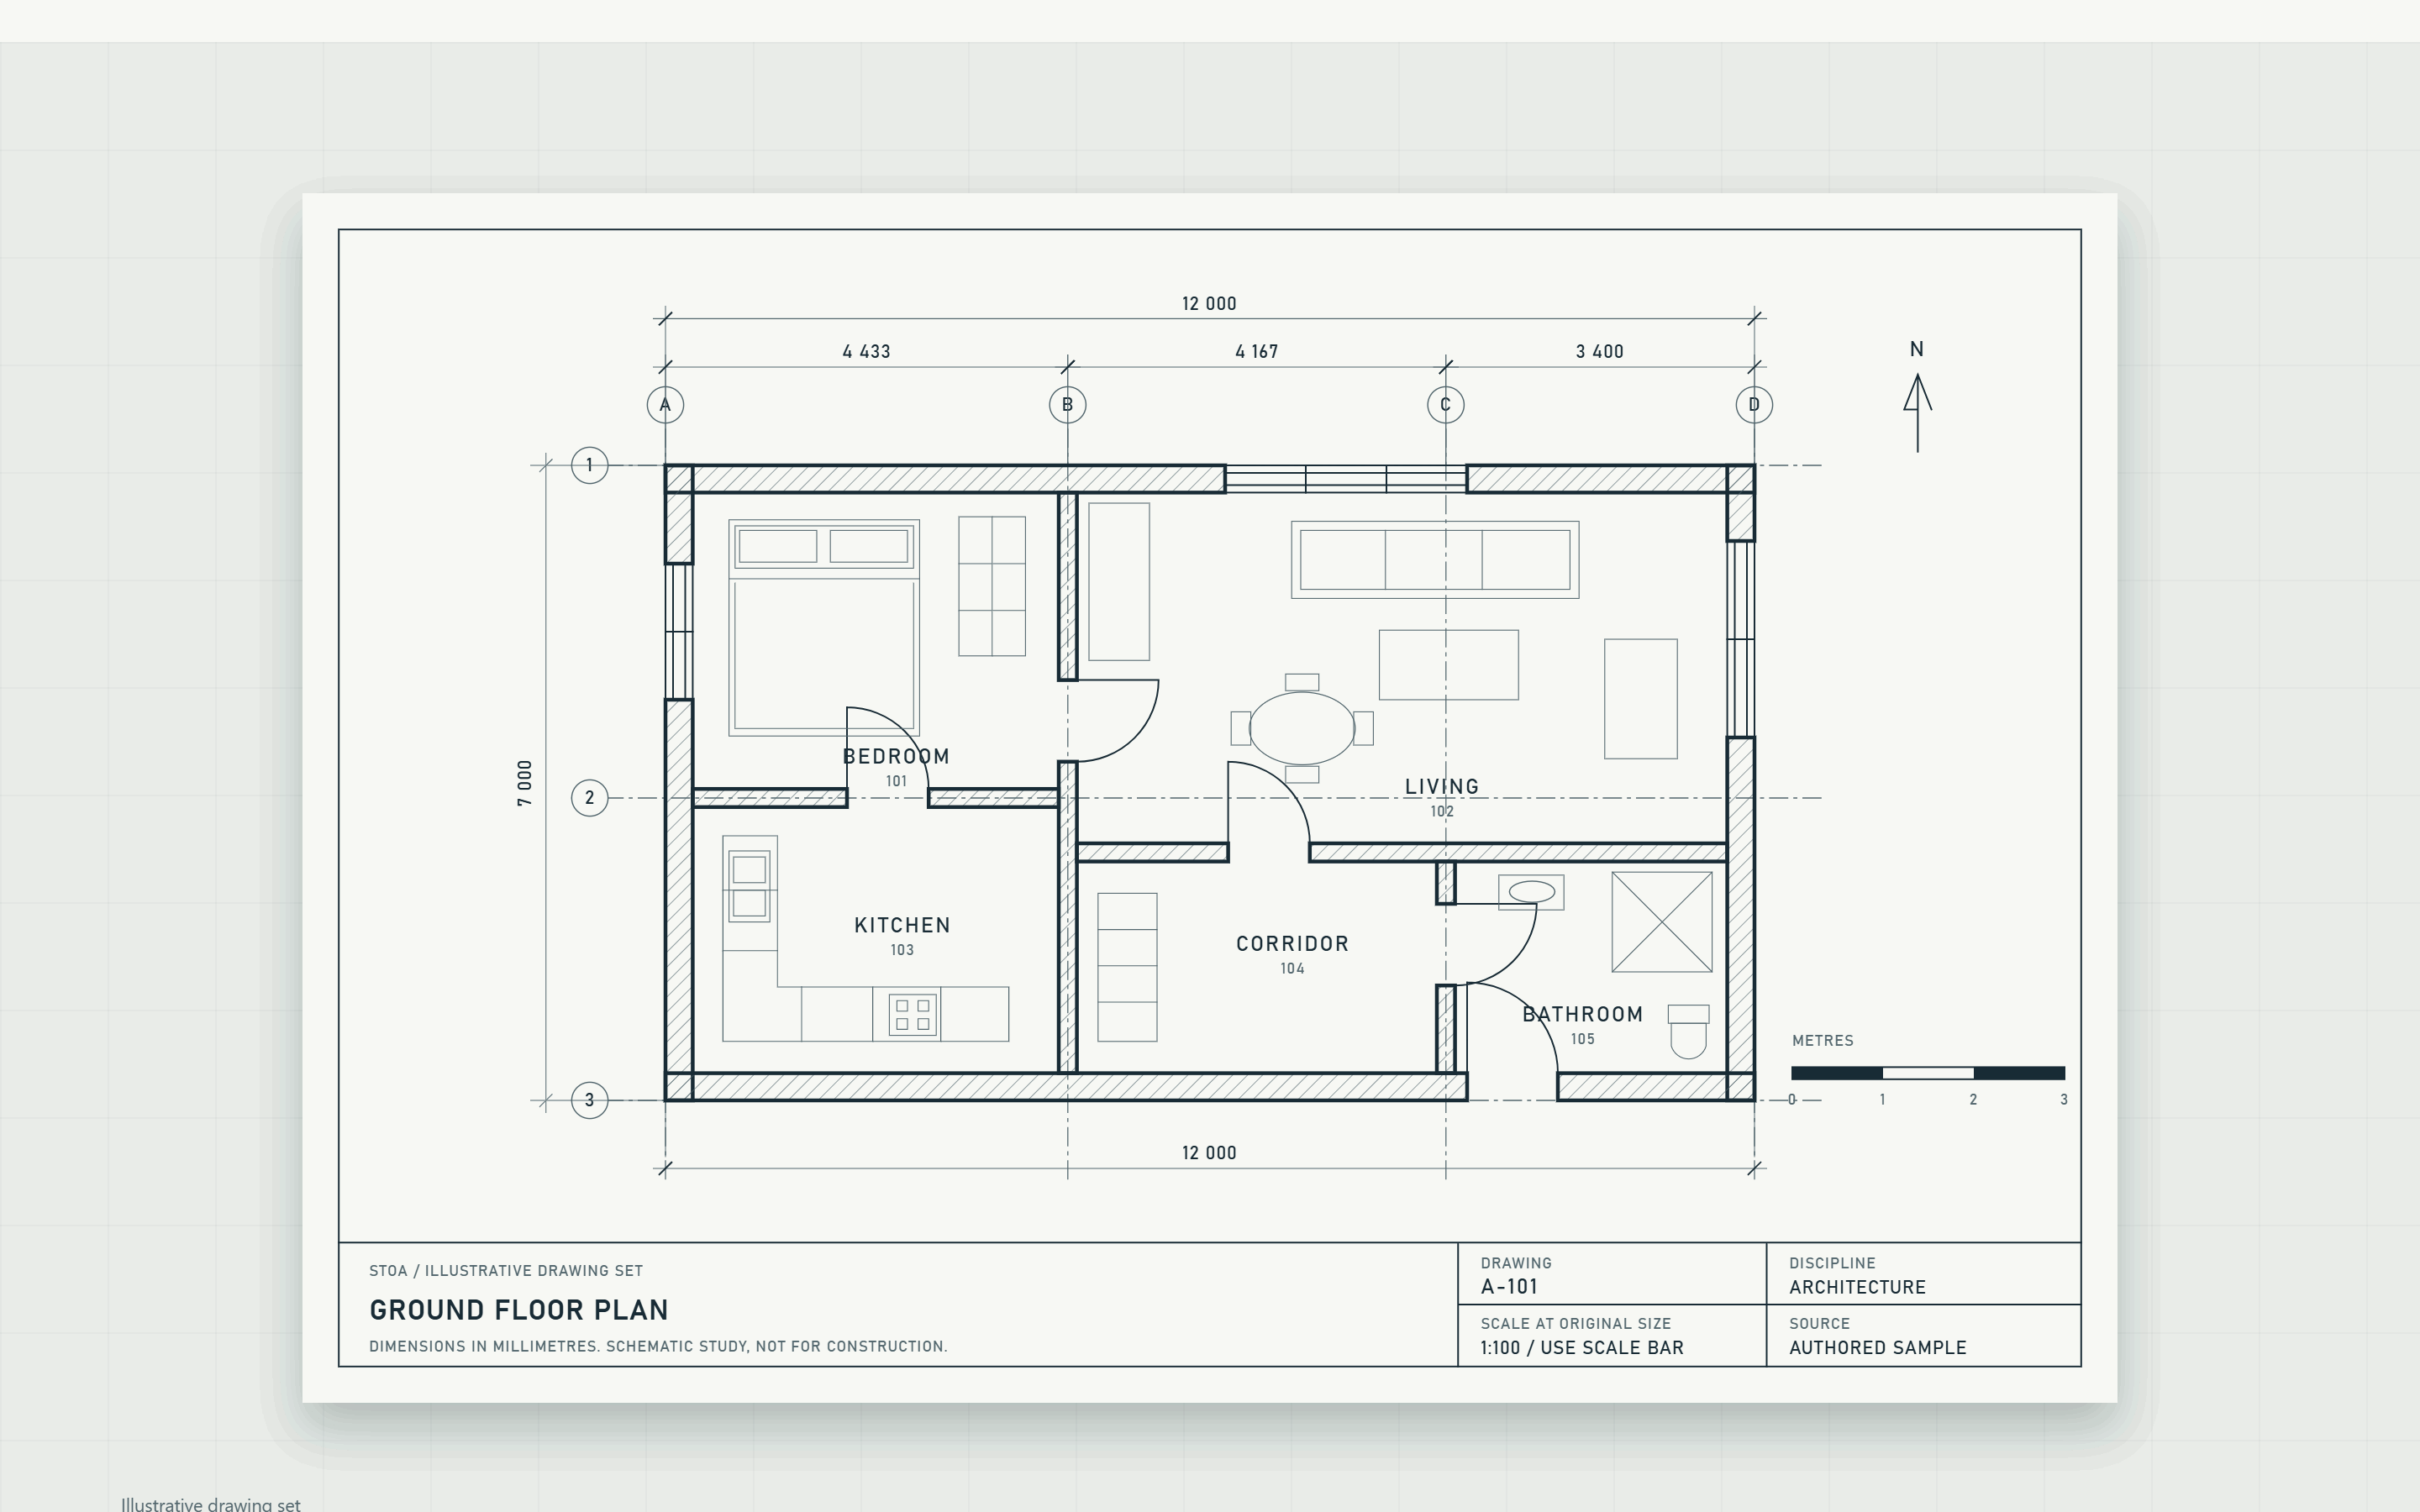 12 000
4 433
4 167
3 400
N
A
B
C
D
1
BEDROOM
101
7 000
2
LIVING
102
KITCHEN
103
CORRIDOR
104
BATHROOM
105
METRES
0 1 2 3
3
12 000
STOA / ILLUSTRATIVE DRAWING SET
GROUND FLOOR PLAN
DIMENSIONS IN MILLIMETRES. SCHEMATIC STUDY, NOT FOR CONSTRUCTION.
DRAWING
A-101
DISCIPLINE
ARCHITECTURE
SCALE AT ORIGINAL SIZE
1:100 / USE SCALE BAR
SOURCE
AUTHORED SAMPLE
Illustrative drawing set